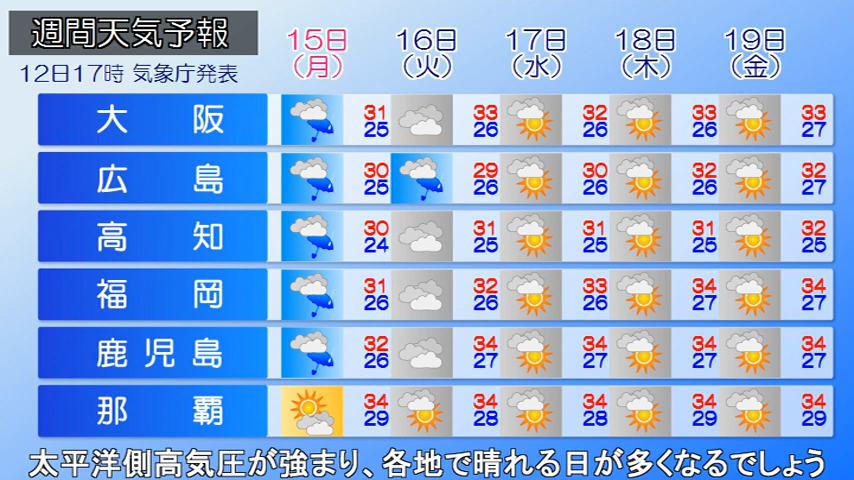 週間天気予報
12日17時 気象庁発表
15日 16日 17日 18日 19日
(月) (火) (水) (木) (金)
大阪 31 33 32 33 33
25 26 26 26 27
広島 30 29 30 32 32
25 26 26 26 27
高知 30 31 31 31 32
24 25 25 25 25
福岡 31 32 33 34 34
26 26 26 27 27
鹿児島 32 34 34 34 34
26 27 27 27 27
那覇 34 34 34 34 34
29 28 28 29 29
太平洋側高気圧が強まり、各地で晴れる日が多くなるでしょう